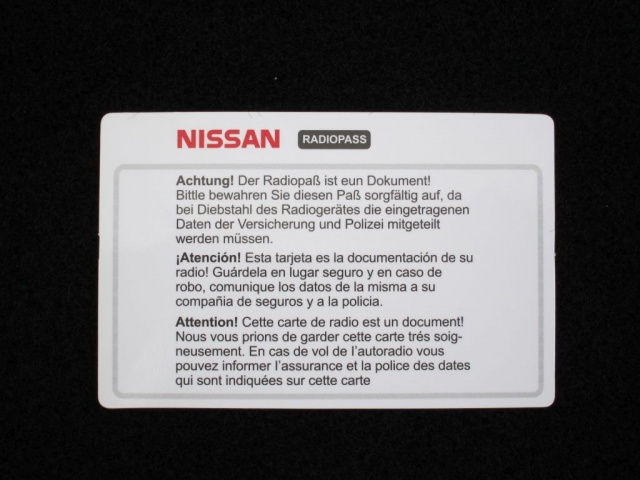 NISSAN RADIOPASS
Achtung! Der Radiopaß ist eun Dokument!
Bittle bewahren Sie diesen Paß sorgfältig auf, da
bei Diebstahl des Radiogerätes die eingetragenen
Daten der Versicherung und Polizei mitgeteilt
werden müssen.
¡Atención! Esta tarjeta es la documentación de su
radio! Guárdela en lugar seguro y en caso de
robo, comunique los datos de la misma a su
compañia de seguros y a la policia.
Attention! Cette carte de radio est un document!
Nous vous prions de garder cette carte trés soig-
neusement. En cas de vol de l'autoradio vous
pouvez informer l'assurance et la police des dates
qui sont indiquées sur cette carte